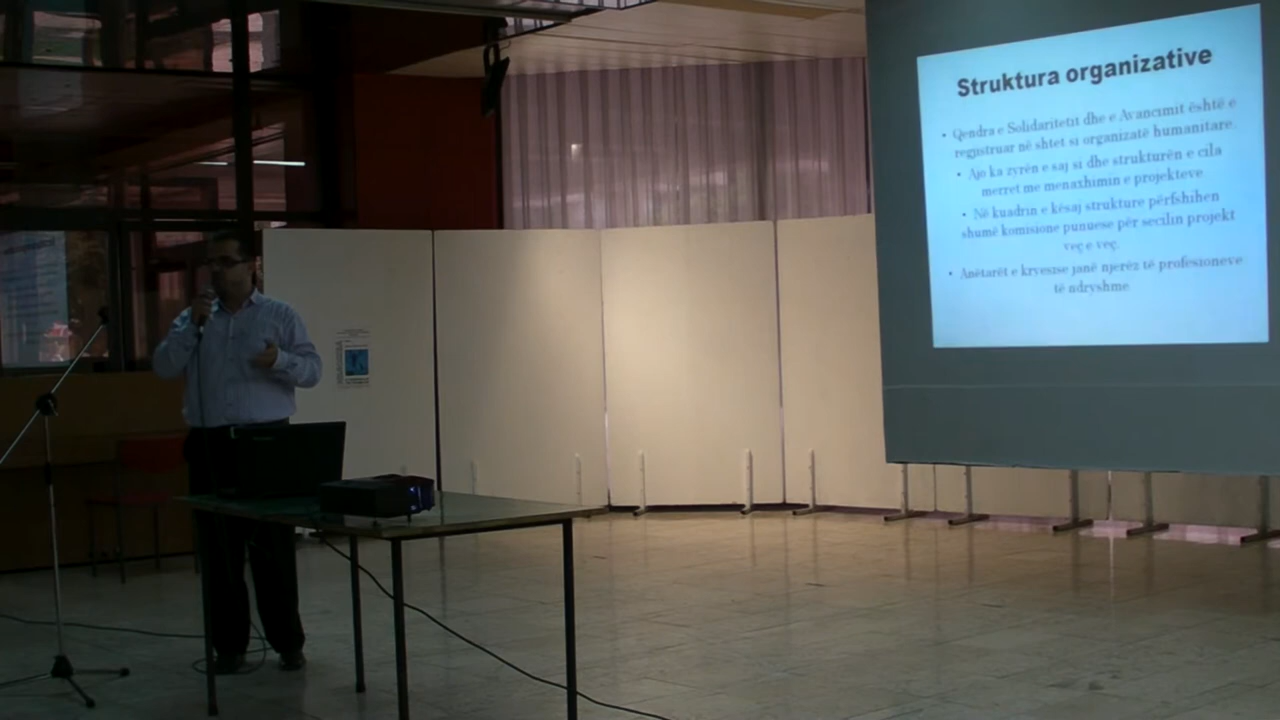 Struktura organizative
• Qendra e Solidaritetit dhe e Avancimit është e
regjistruar në shtet si organizatë humanitare.
• Ajo ka zyrën e saj si dhe strukturën e cila
merret me menaxhimin e projekteve.
• Në kuadrin e kësaj strukture përfshihen
shumë komisione punuese për secilin projekt
veç e veç.
• Anëtarët e kryesise janë njerëz të profesioneve
të ndryshme.